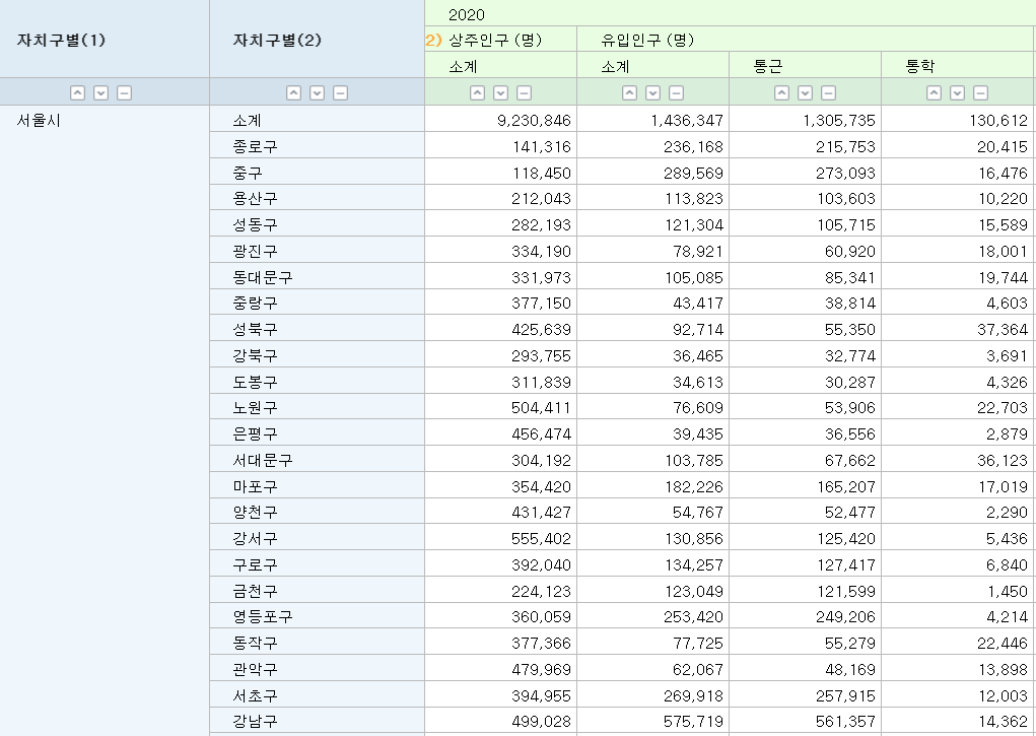 2020
자치구별(1) 자치구별(2) 2) 상주인구 (명) 유입인구 (명)
소계 소계 통근 통학
서울시 소계 9,230,846 1,436,347 1,305,735 130,612
종로구 141,316 236,168 215,753 20,415
중구 118,450 289,569 273,093 16,476
용산구 212,043 113,823 103,603 10,220
성동구 282,193 121,304 105,715 15,589
광진구 334,190 78,921 60,920 18,001
동대문구 331,973 105,085 85,341 19,744
중랑구 377,150 43,417 38,814 4,603
성북구 425,639 92,714 55,350 37,364
강북구 293,755 36,465 32,774 3,691
도봉구 311,839 34,613 30,287 4,326
노원구 504,411 76,609 53,906 22,703
은평구 456,474 39,435 36,556 2,879
서대문구 304,192 103,785 67,662 36,123
마포구 354,420 182,226 165,207 17,019
양천구 431,427 54,767 52,477 2,290
강서구 555,402 130,856 125,420 5,436
구로구 392,040 134,257 127,417 6,840
금천구 224,123 123,049 121,599 1,450
영등포구 360,059 253,420 249,206 4,214
동작구 377,366 77,725 55,279 22,446
관악구 479,969 62,067 48,169 13,898
서초구 394,955 269,918 257,915 12,003
강남구 499,028 575,719 561,357 14,362